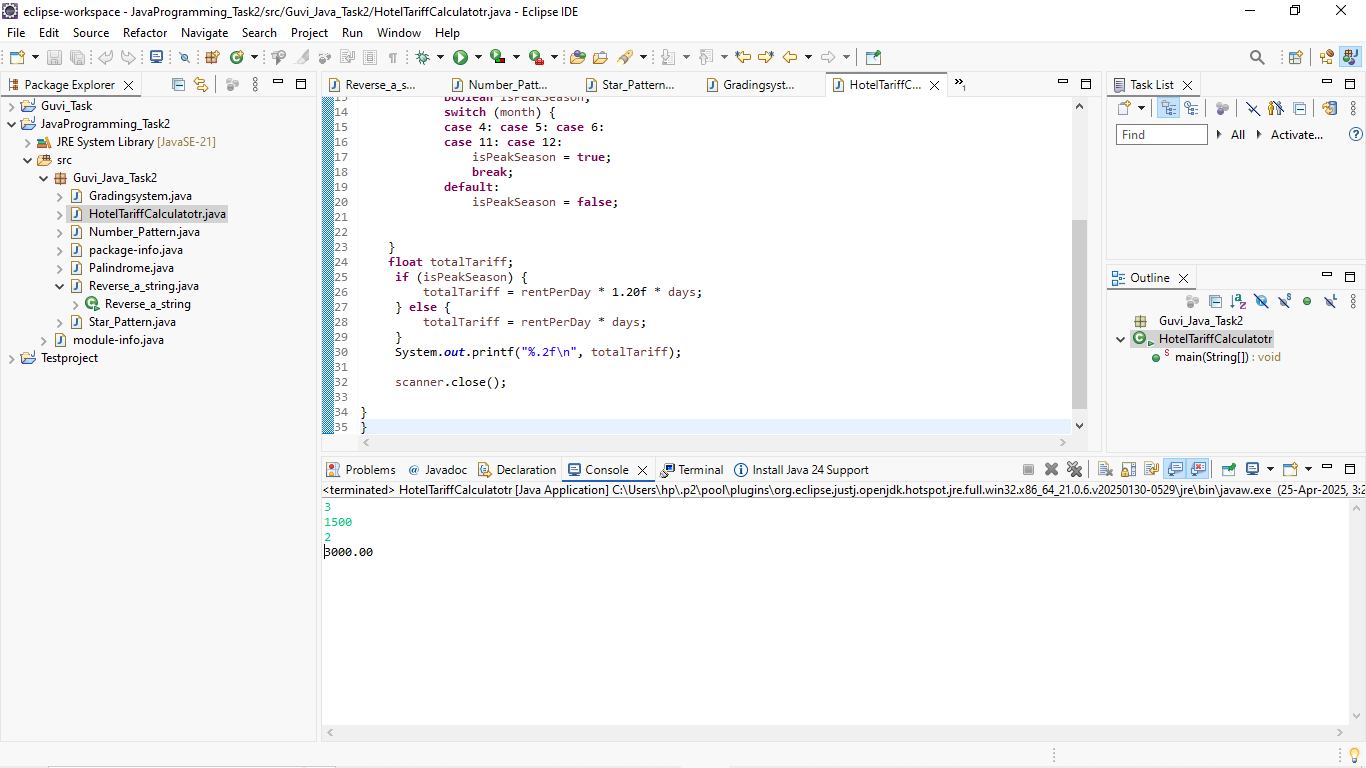 eclipse-workspace - JavaProgramming_Task2/src/Guvi_Java_Task2/HotelTariffCalculatotr.java - Eclipse IDE
File Edit Source Refactor Navigate Search Project Run Window Help
Package Explorer
Guvi_Task
JavaProgramming_Task2
JRE System Library [JavaSE-21]
src
Guvi_Java_Task2
Gradingsystem.java
HotelTariffCalculatotr.java
Number_Pattern.java
package-info.java
Palindrome.java
Reverse_a_string.java
Reverse_a_string
Star_Pattern.java
module-info.java
Testproject
Reverse_a_s... Number_Patt... Star_Pattern... Gradingsyst... HotelTariffC... »1
13 boolean isPeakSeason;
14 switch (month) {
15 case 4: case 5: case 6:
16 case 11: case 12:
17 isPeakSeason = true;
18 break;
19 default:
20 isPeakSeason = false;
21
22
23 }
24 float totalTariff;
25 if (isPeakSeason) {
26 totalTariff = rentPerDay * 1.20f * days;
27 } else {
28 totalTariff = rentPerDay * days;
29 }
30 System.out.printf("%.2f\n", totalTariff);
31
32 scanner.close();
33
34 }
35 }
Task List
Find All Activate...
Outline
Guvi_Java_Task2
HotelTariffCalculatotr
main(String[]) : void
Problems Javadoc Declaration Console Terminal Install Java 24 Support
<terminated> HotelTariffCalculatotr [Java Application] C:\Users\hp\.p2\pool\plugins\org.eclipse.justj.openjdk.hotspot.jre.full.win32.x86_64_21.0.6.v20250130-0529\jre\bin\javaw.exe (25-Apr-2025, 3:2
3
1500
2
3000.00